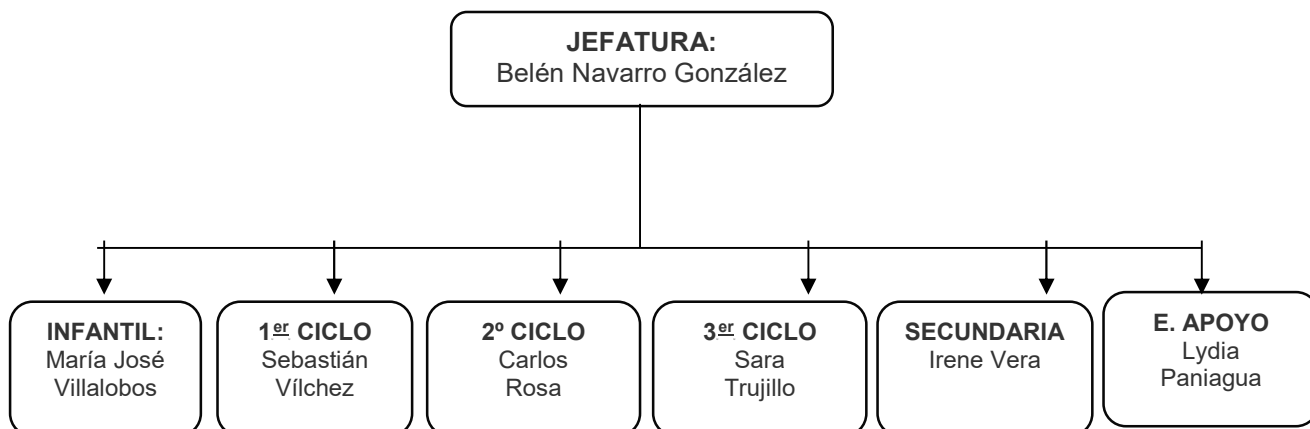 JEFATURA:
Belén Navarro González
INFANTIL:
María José
Villalobos
1er CICLO
Sebastián
Vílchez
2º CICLO
Carlos
Rosa
3er CICLO
Sara
Trujillo
SECUNDARIA
Irene Vera
E. APOYO
Lydia
Paniagua